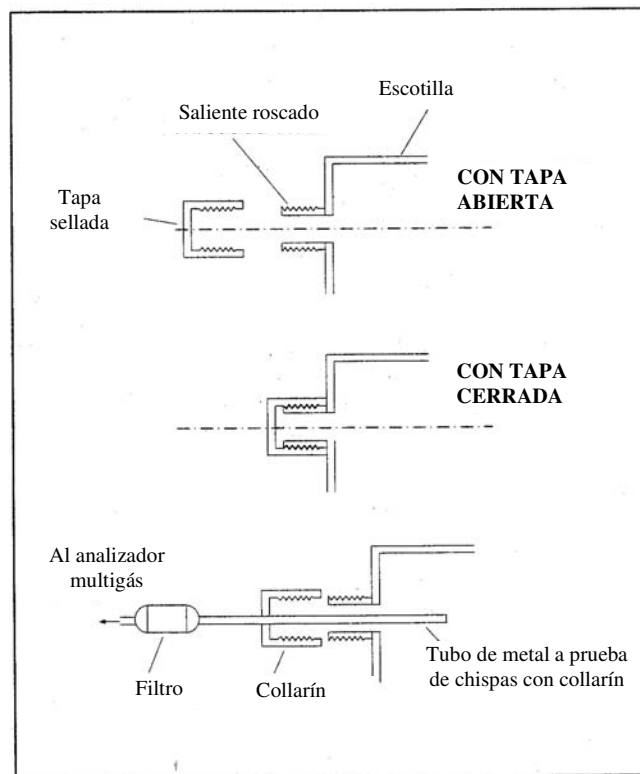 Escotilla
Saliente roscado
CON TAPA
ABIERTA
Tapa
sellada
CON TAPA
CERRADA
Al analizador
multigás
Tubo de metal a prueba
de chispas con collarín
Filtro
Collarín